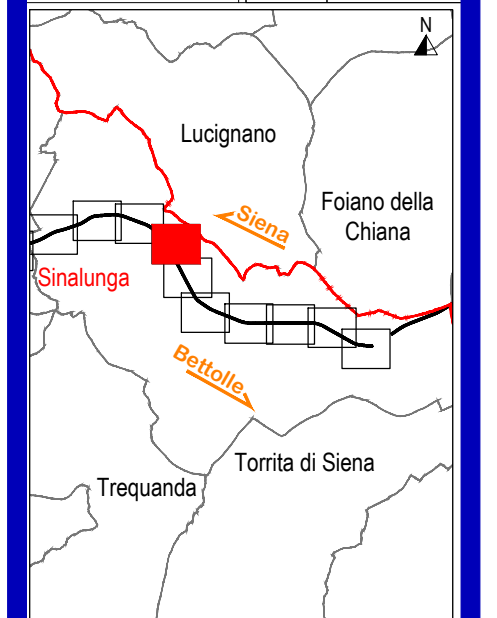 N
Lucignano
Siena
Foiano della
Chiana
Sinalunga
Bettolle
Torrita di Siena
Trequanda